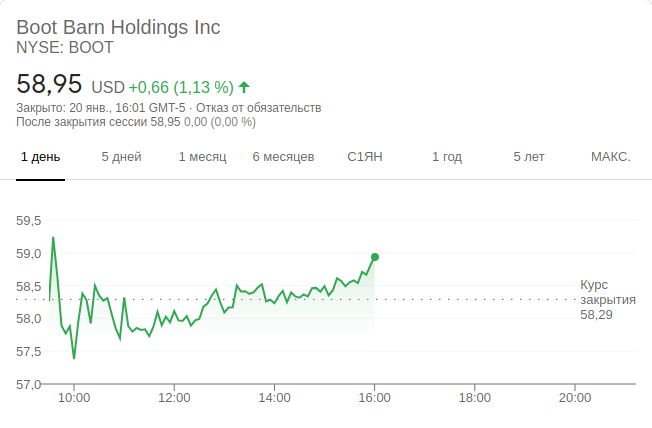 Boot Barn Holdings Inc
NYSE: BOOT
58,95 USD +0,66 (1,13 %)
Закрыто: 20 янв., 16:01 GMT-5 · Отказ от обязательств
После закрытия сессии 58,95 0,00 (0,00 %)
1 день 5 дней 1 месяц 6 месяцев С1ЯН 1 год 5 лет МАКС.
59,5
59,0
58,5
58,0
57,5
57,0
Курс
закрытия
58,29
10:00 12:00 14:00 16:00 18:00 20:00